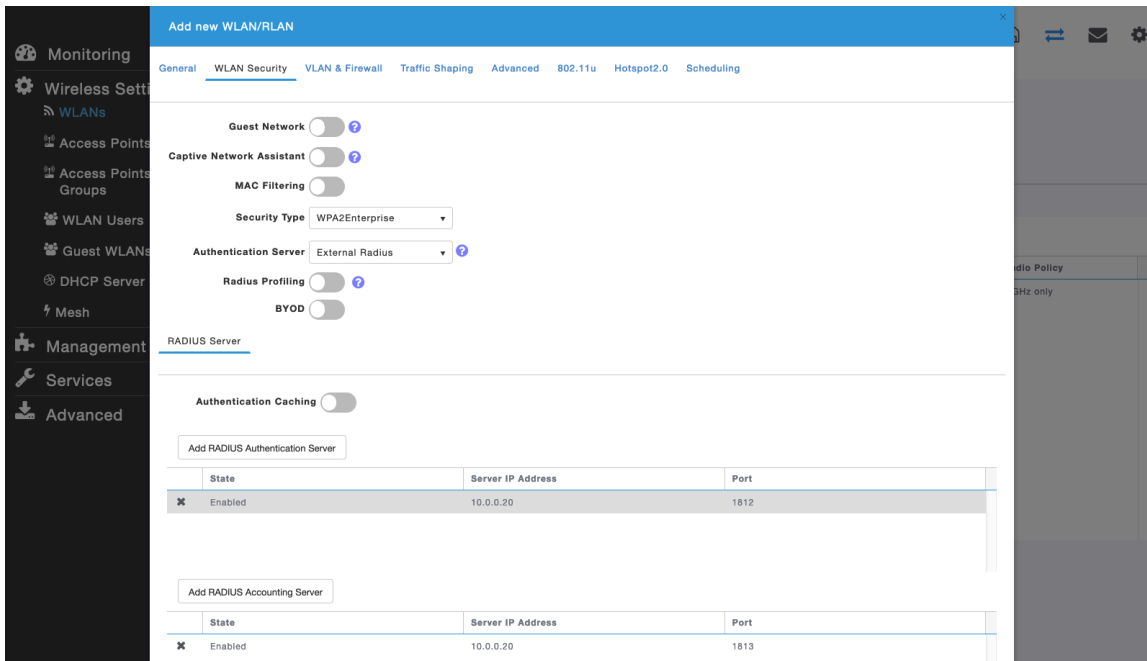 Add new WLAN/RLAN
×
Monitoring
Wireless Setti
WLANs
Access Points
Access Points
Groups
WLAN Users
Guest WLANs
DHCP Server
Mesh
Management
Services
Advanced
General WLAN Security VLAN & Firewall Traffic Shaping Advanced 802.11u Hotspot2.0 Scheduling
Guest Network ?
Captive Network Assistant ?
MAC Filtering
Security Type WPA2Enterprise
Authentication Server External Radius ?
Radius Profiling ?
BYOD
RADIUS Server
Authentication Caching
Add RADIUS Authentication Server
State Server IP Address Port
Enabled 10.0.0.20 1812
Add RADIUS Accounting Server
State Server IP Address Port
Enabled 10.0.0.20 1813
dio Policy
GHz only